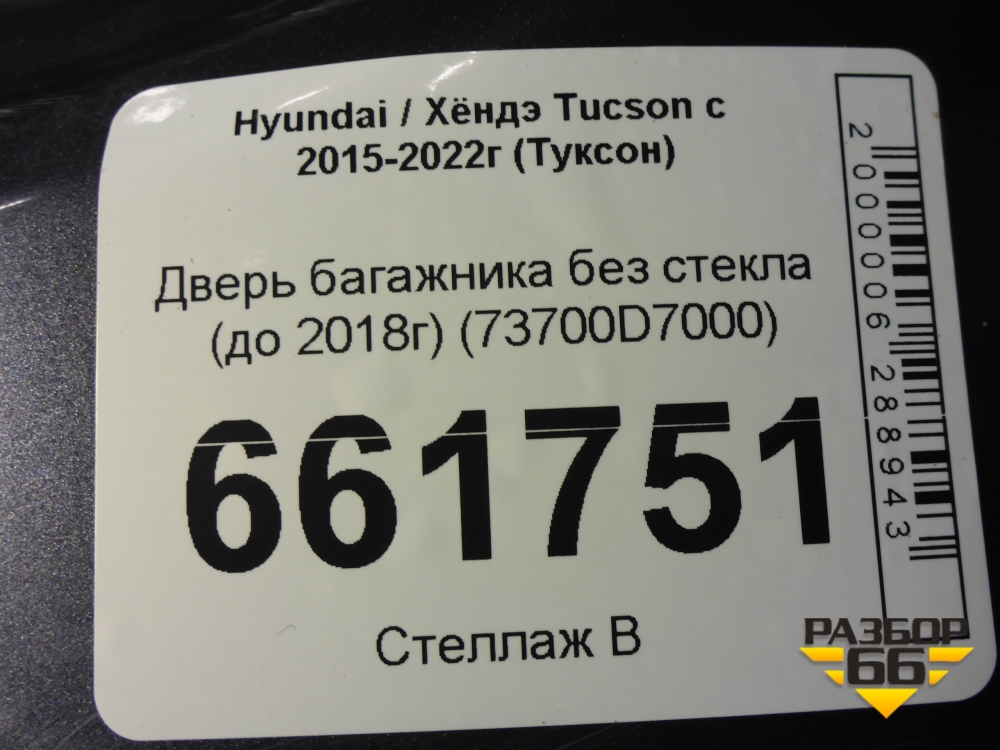 Hyundai / Хёндэ Tucson с
2015-2022г (Туксон)
Дверь багажника без стекла
(до 2018г) (73700D7000)
661751
Стеллаж В
2000006288943
РАЗБОР
66